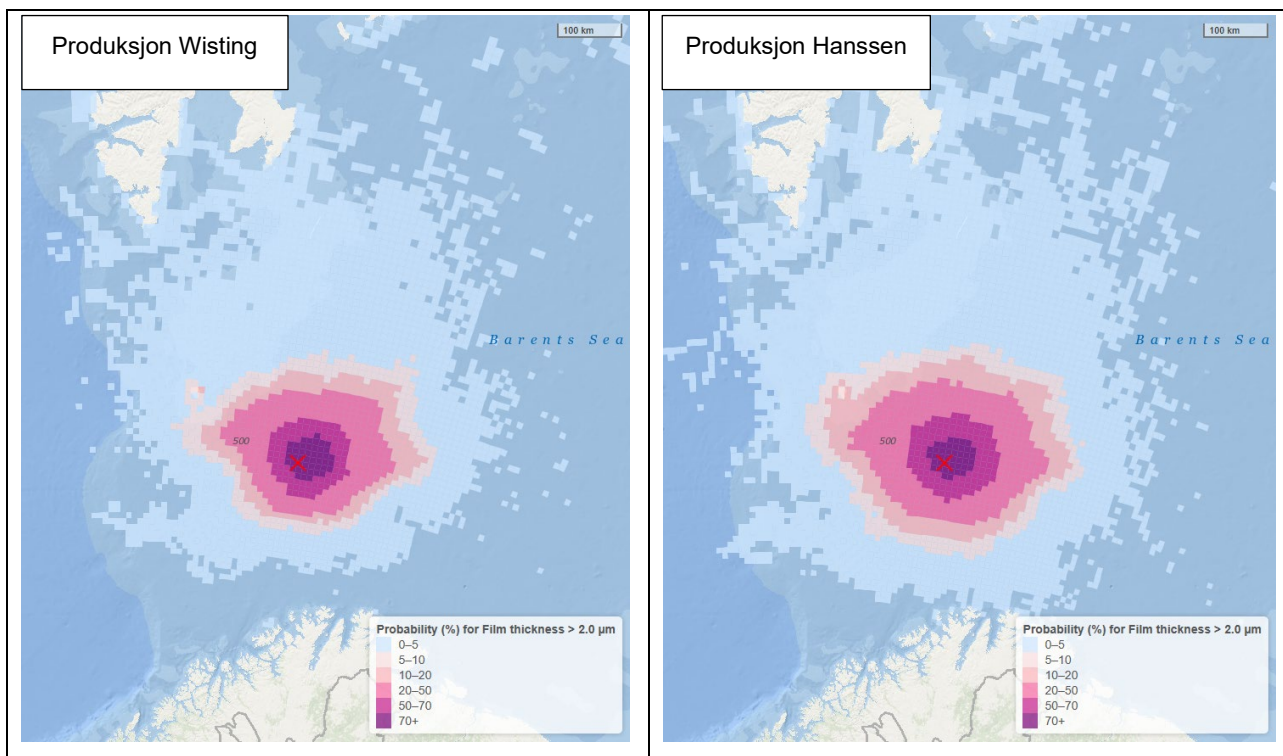 Produksjon Wisting
100 km
Barents Sea
500
Probability (%) for Film thickness > 2.0 µm
0–5
5–10
10–20
20–50
50–70
70+
Produksjon Hanssen
100 km
Barents Sea
500
Probability (%) for Film thickness > 2.0 µm
0–5
5–10
10–20
20–50
50–70
70+